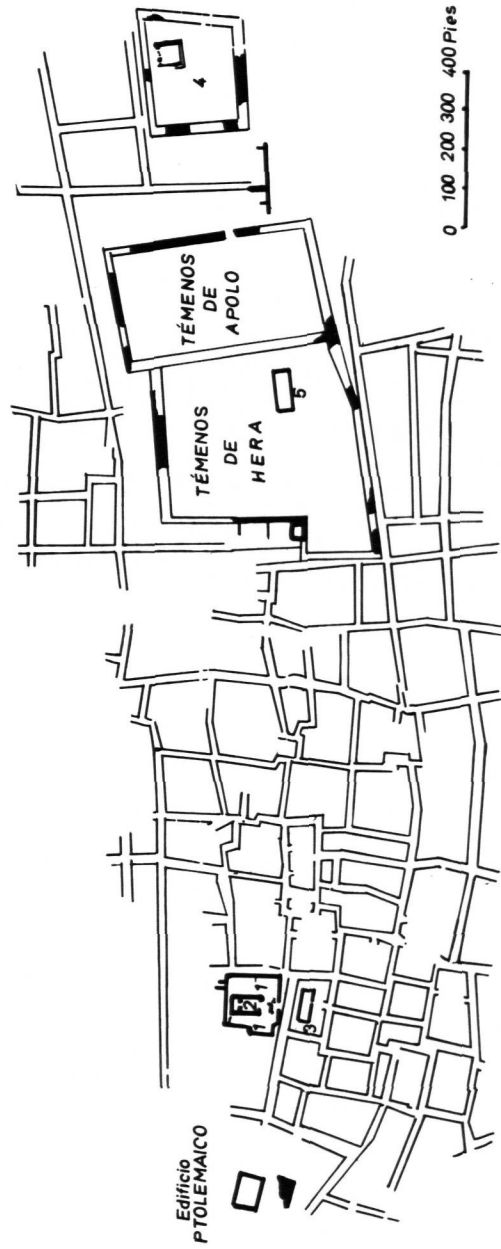 Edificio
PTOLEMAICO
1
2
1
3
TÉMENOS
DE
HERA
5
TÉMENOS
DE
APOLO
4
0 100 200 300 400 Pies